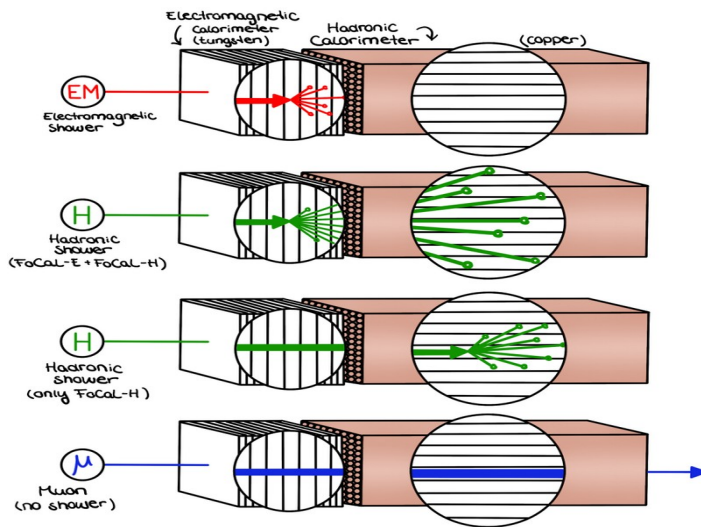 Electromagnetic
Calorimeter
(tungsten)
Hadronic
Calorimeter
(copper)
EM
Electromagnetic
Shower
H
Hadronic
Shower
(FoCal-E + FoCal-H)
H
Hadronic
Shower
(only FoCal-H)
μ
Muon
(no shower)